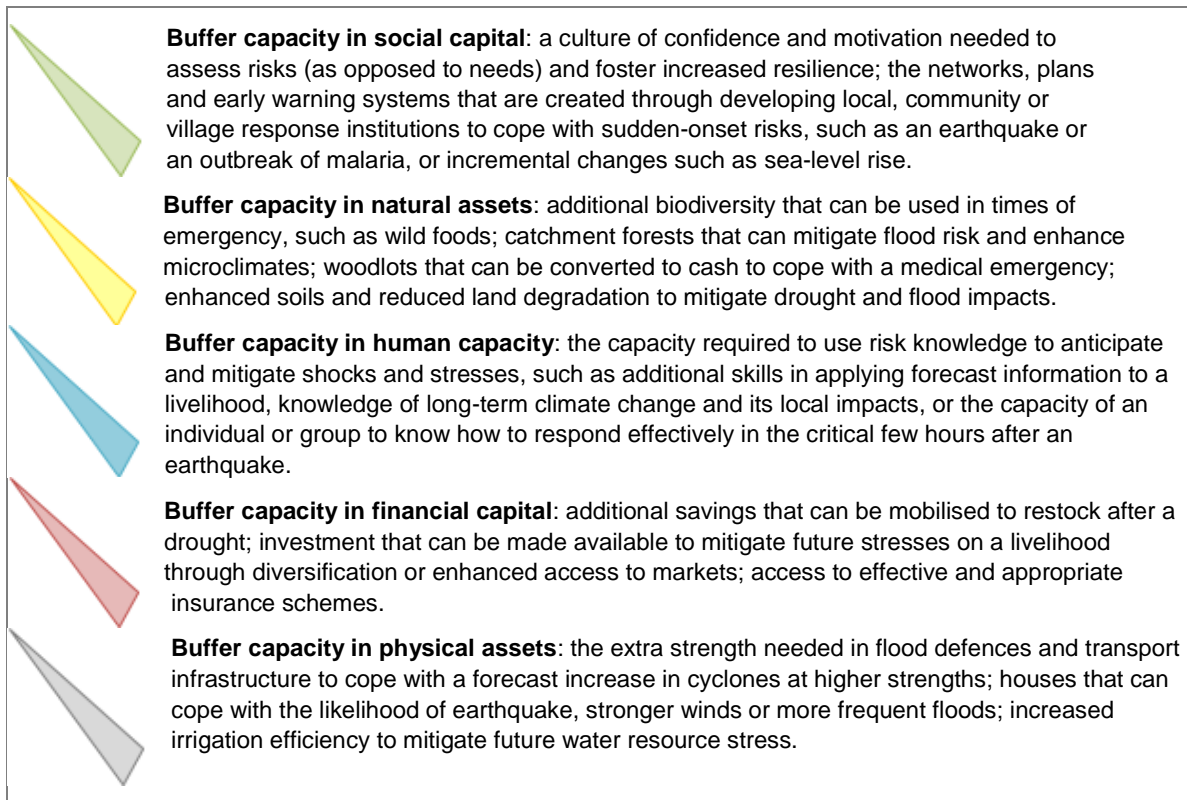 Buffer capacity in social capital: a culture of confidence and motivation needed to
assess risks (as opposed to needs) and foster increased resilience; the networks, plans
and early warning systems that are created through developing local, community or
village response institutions to cope with sudden-onset risks, such as an earthquake or
an outbreak of malaria, or incremental changes such as sea-level rise.
Buffer capacity in natural assets: additional biodiversity that can be used in times of
emergency, such as wild foods; catchment forests that can mitigate flood risk and enhance
microclimates; woodlots that can be converted to cash to cope with a medical emergency;
enhanced soils and reduced land degradation to mitigate drought and flood impacts.
Buffer capacity in human capacity: the capacity required to use risk knowledge to anticipate
and mitigate shocks and stresses, such as additional skills in applying forecast information to a
livelihood, knowledge of long-term climate change and its local impacts, or the capacity of an
individual or group to know how to respond effectively in the critical few hours after an
earthquake.
Buffer capacity in financial capital: additional savings that can be mobilised to restock after a
drought; investment that can be made available to mitigate future stresses on a livelihood
through diversification or enhanced access to markets; access to effective and appropriate
insurance schemes.
Buffer capacity in physical assets: the extra strength needed in flood defences and transport
infrastructure to cope with a forecast increase in cyclones at higher strengths; houses that can
cope with the likelihood of earthquake, stronger winds or more frequent floods; increased
irrigation efficiency to mitigate future water resource stress.